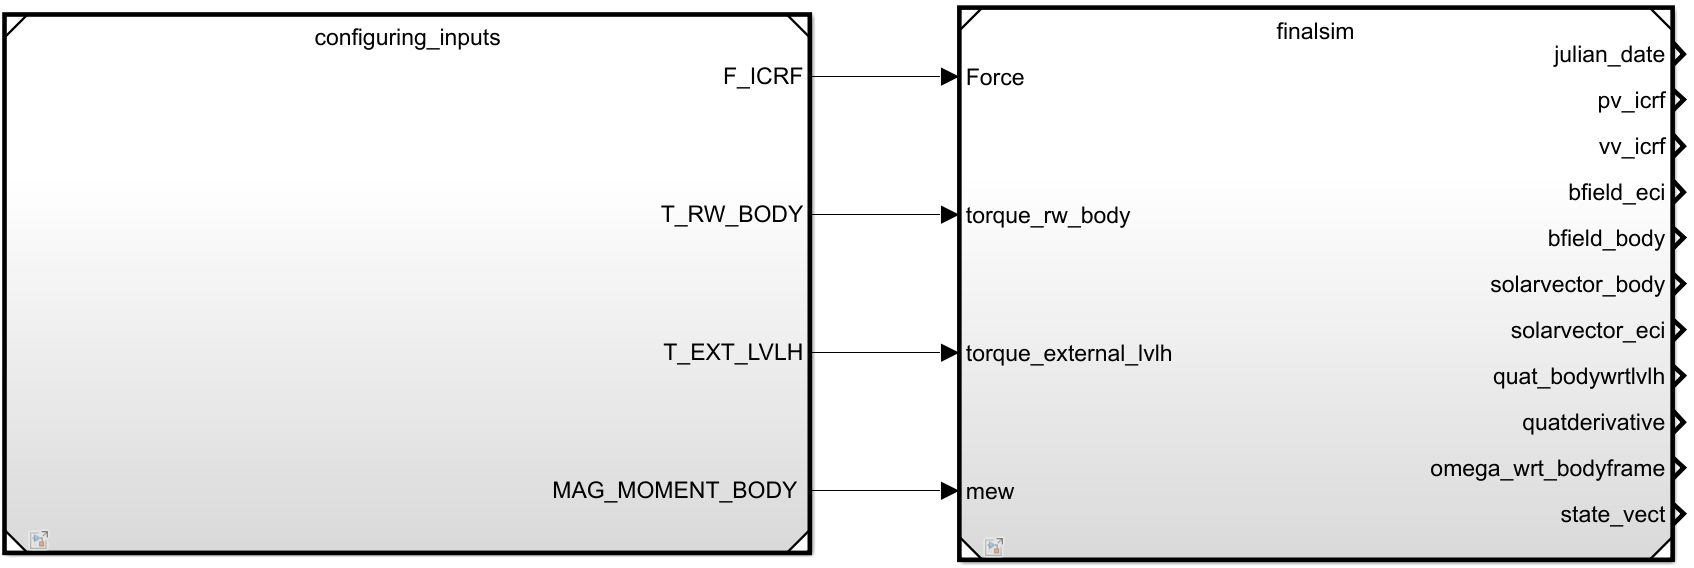 configuring_inputs
F_ICRF
T_RW_BODY
T_EXT_LVLH
MAG_MOMENT_BODY
finalsim
Force
torque_rw_body
torque_external_lvlh
mew
julian_date
pv_icrf
vv_icrf
bfield_eci
bfield_body
solarvector_body
solarvector_eci
quat_bodywrtlvlh
quatderivative
omega_wrt_bodyframe
state_vect